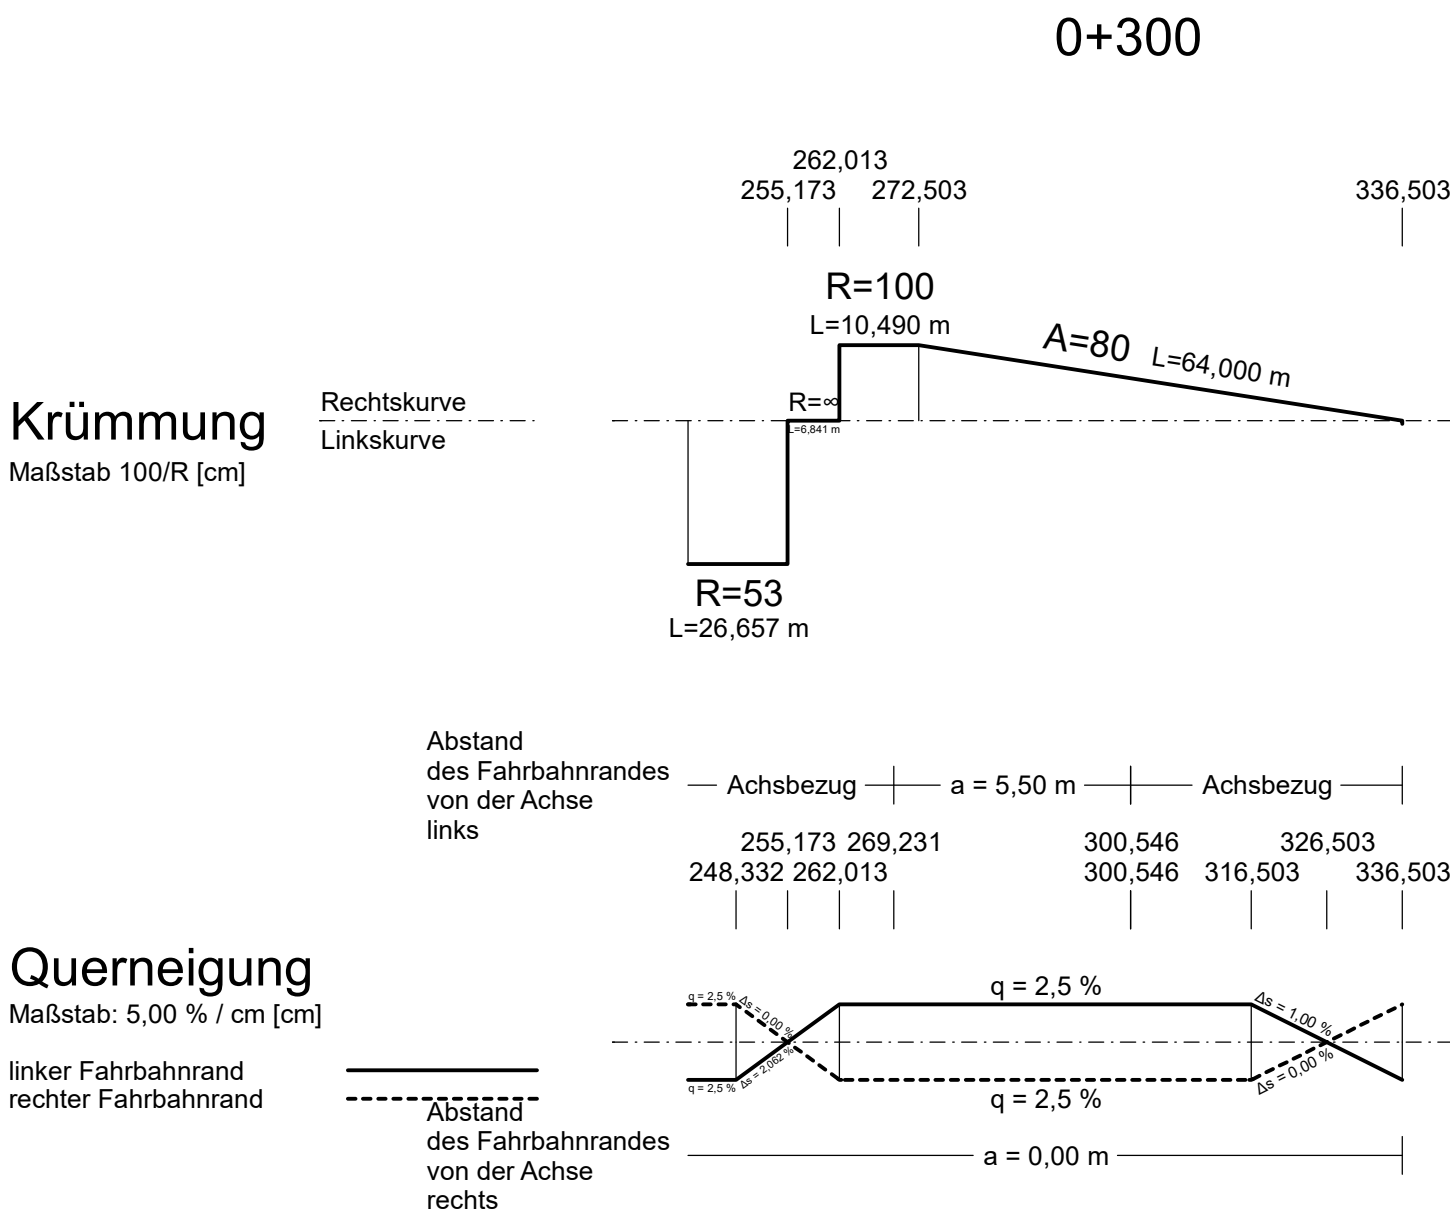 0+300
262,013
255,173 272,503 336,503
R=100
L=10,490 m
A=80 L=64,000 m
Krümmung
Maßstab 100/R [cm]
Rechtskurve
Linkskurve
R=∞
L=6,841 m
R=53
L=26,657 m
Abstand
des Fahrbahnrandes
von der Achse
links
Achsbezug a = 5,50 m Achsbezug
255,173 269,231 300,546 326,503
248,332 262,013 300,546 316,503 336,503
Querneigung
Maßstab: 5,00 % / cm [cm]
q = 2,5 % Δs = 0,00 % q = 2,5 % Δs = 1,00 %
q = 2,5 % Δs = 2,062 % q = 2,5 % Δs = 0,00 %
linker Fahrbahnrand
rechter Fahrbahnrand
Abstand
des Fahrbahnrandes
von der Achse
rechts
a = 0,00 m